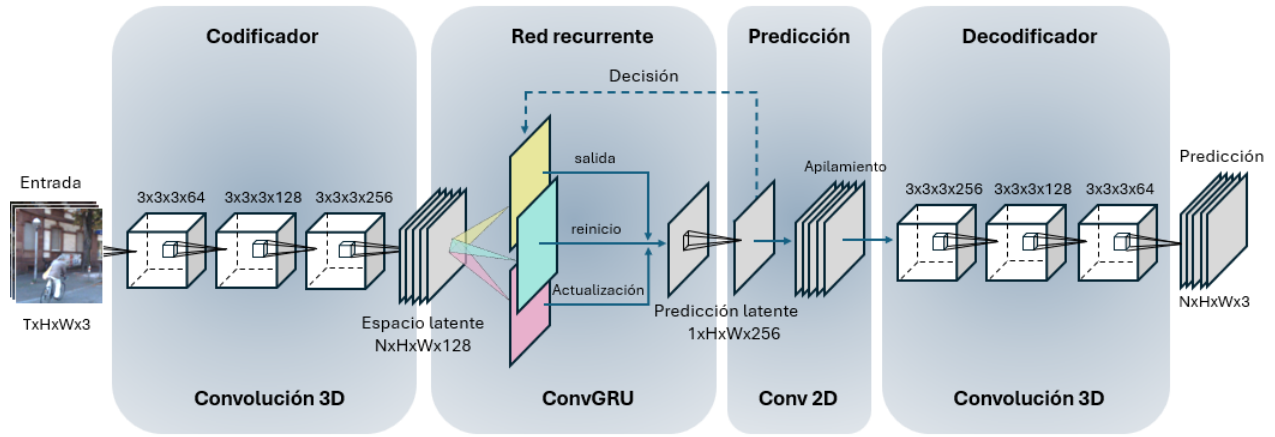 Codificador
Red recurrente
Predicción
Decodificador
Decisión
Entrada
3x3x3x64
3x3x3x128
3x3x3x256
salida
reinicio
Actualización
Apilamiento
3x3x3x256
3x3x3x128
3x3x3x64
Predicción
TxHxWx3
Espacio latente
NxHxWx128
Predicción latente
1xHxWx256
NxHxWx3
Convolución 3D
ConvGRU
Conv 2D
Convolución 3D